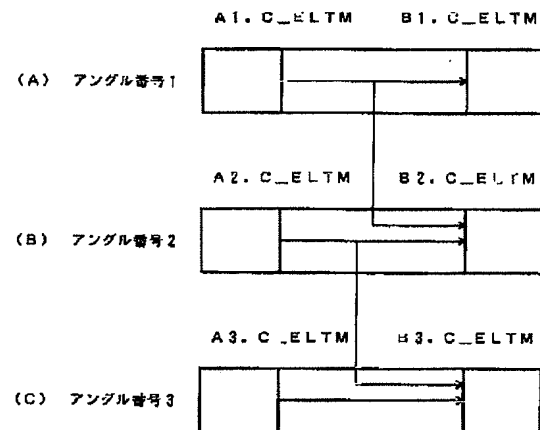 A1. C_ELTM B1. C_ELTM
(A) アングル番号1
A2. C_ELTM B2. C_ELTM
(B) アングル番号2
A3. C_ELTM B3. C_ELTM
(C) アングル番号3